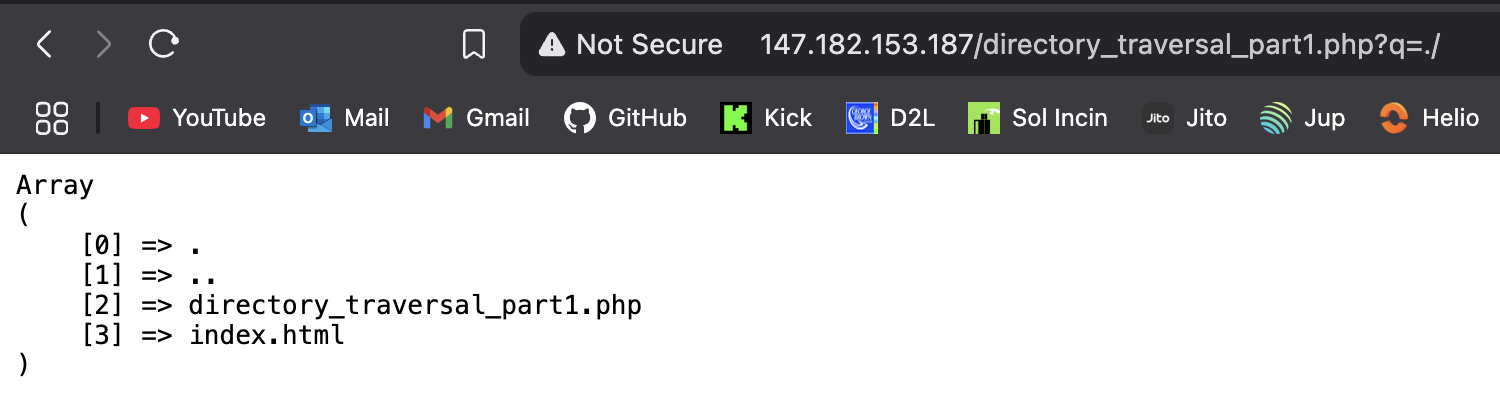 Not Secure 147.182.153.187/directory_traversal_part1.php?q=./
YouTube Mail Gmail GitHub Kick D2L Sol Incin Jito Jito Jup Helio
Array
(
[0] => .
[1] => ..
[2] => directory_traversal_part1.php
[3] => index.html
)